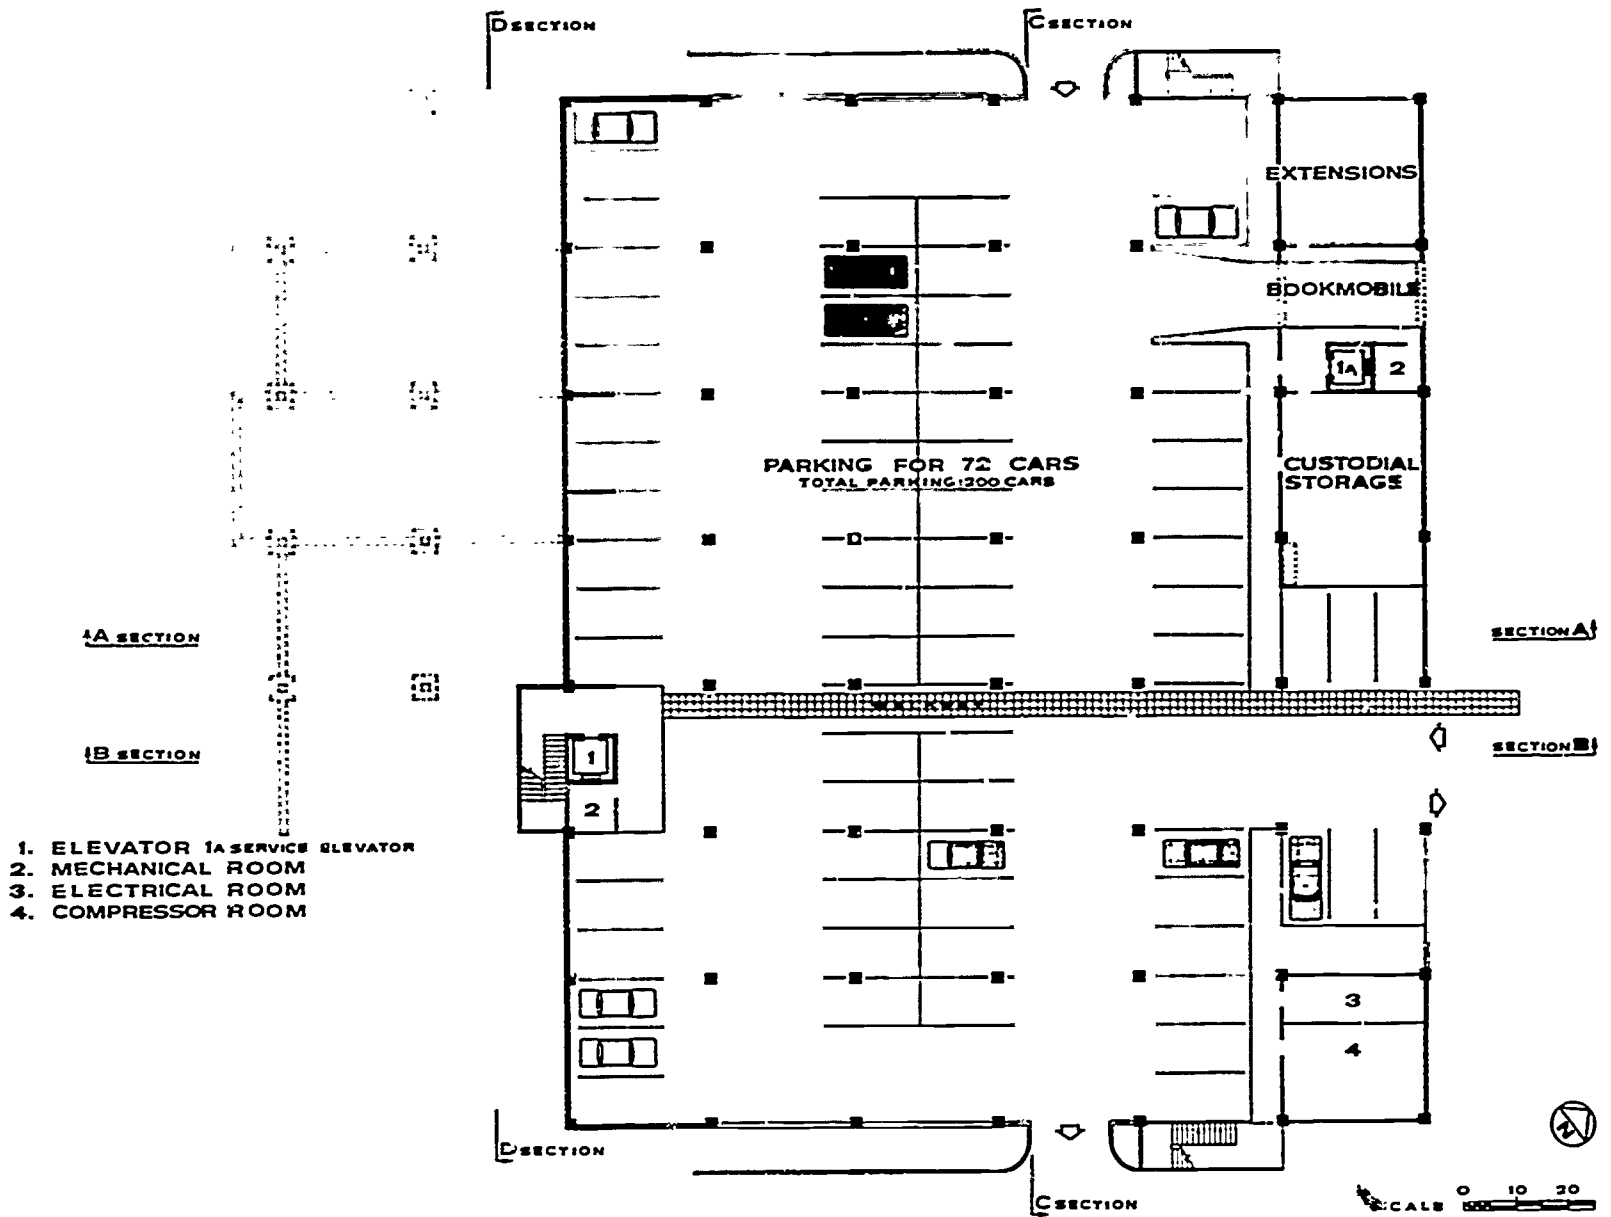 D SECTION
C SECTION
EXTENSIONS
BOOKMOBILE
1A
2
PARKING FOR 72 CARS
TOTAL PARKING:200 CARS
CUSTODIAL
STORAGE
A SECTION
SECTION A
WALKWAY
B SECTION
SECTION B
1
2
1. ELEVATOR 1A SERVICE ELEVATOR
2. MECHANICAL ROOM
3. ELECTRICAL ROOM
4. COMPRESSOR ROOM
3
4
N
D SECTION
C SECTION
SCALE 0 10 20